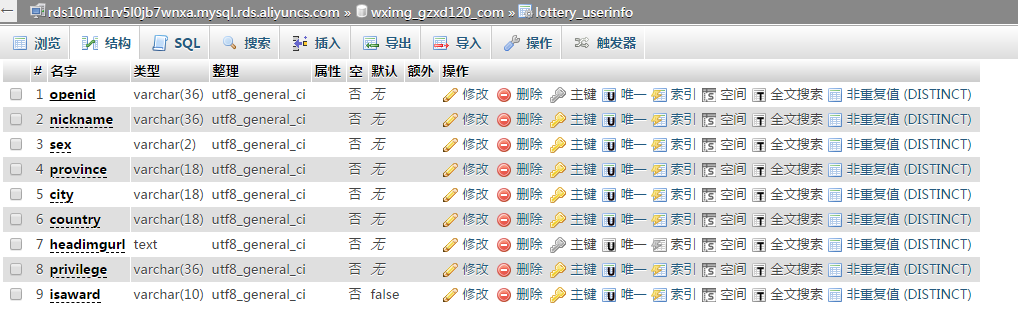 rds10mh1rv5l0jb7wnxa.mysql.rds.aliyuncs.com » wximg_gzxd120_com » lottery_userinfo
浏览 结构 SQL 搜索 插入 导出 导入 操作 触发器
# 名字 类型 整理 属性 空 默认 额外 操作
1 openid varchar(36) utf8_general_ci 否 无 修改 删除 主键 唯一 索引 空间 全文搜索 非重复值 (DISTINCT)
2 nickname varchar(36) utf8_general_ci 否 无 修改 删除 主键 唯一 索引 空间 全文搜索 非重复值 (DISTINCT)
3 sex varchar(2) utf8_general_ci 否 无 修改 删除 主键 唯一 索引 空间 全文搜索 非重复值 (DISTINCT)
4 province varchar(18) utf8_general_ci 否 无 修改 删除 主键 唯一 索引 空间 全文搜索 非重复值 (DISTINCT)
5 city varchar(18) utf8_general_ci 否 无 修改 删除 主键 唯一 索引 空间 全文搜索 非重复值 (DISTINCT)
6 country varchar(18) utf8_general_ci 否 无 修改 删除 主键 唯一 索引 空间 全文搜索 非重复值 (DISTINCT)
7 headimgurl text utf8_general_ci 否 无 修改 删除 主键 唯一 索引 空间 全文搜索 非重复值 (DISTINCT)
8 privilege varchar(36) utf8_general_ci 否 无 修改 删除 主键 唯一 索引 空间 全文搜索 非重复值 (DISTINCT)
9 isaward varchar(10) utf8_general_ci 否 false 修改 删除 主键 唯一 索引 空间 全文搜索 非重复值 (DISTINCT)